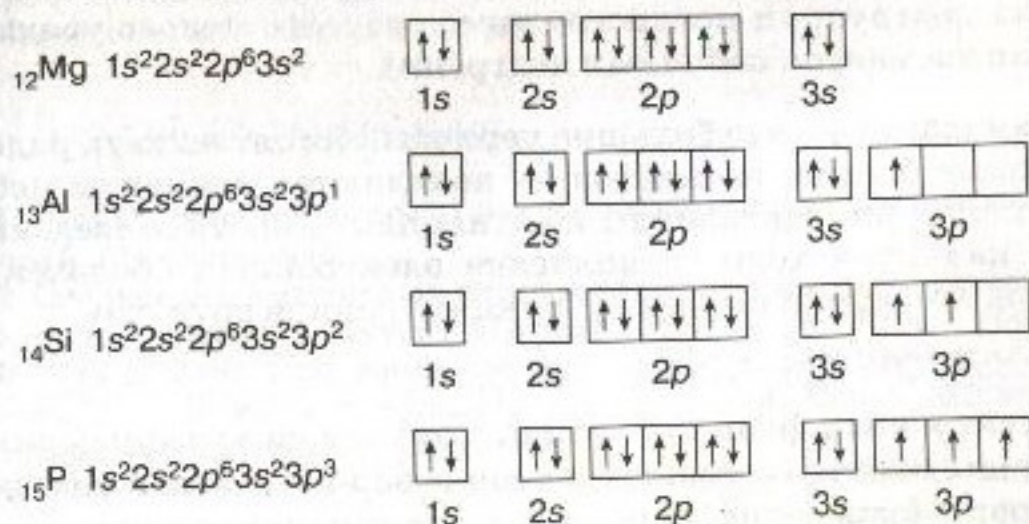 ₁₂Mg 1s²2s²2p⁶3s² ↑↓ ↑↓ ↑↓ ↑↓ ↑↓ ↑↓
1s 2s 2p 3s
₁₃Al 1s²2s²2p⁶3s²3p¹ ↑↓ ↑↓ ↑↓ ↑↓ ↑↓ ↑↓ ↑
1s 2s 2p 3s 3p
₁₄Si 1s²2s²2p⁶3s²3p² ↑↓ ↑↓ ↑↓ ↑↓ ↑↓ ↑↓ ↑ ↑
1s 2s 2p 3s 3p
₁₅P 1s²2s²2p⁶3s²3p³ ↑↓ ↑↓ ↑↓ ↑↓ ↑↓ ↑↓ ↑ ↑ ↑
1s 2s 2p 3s 3p